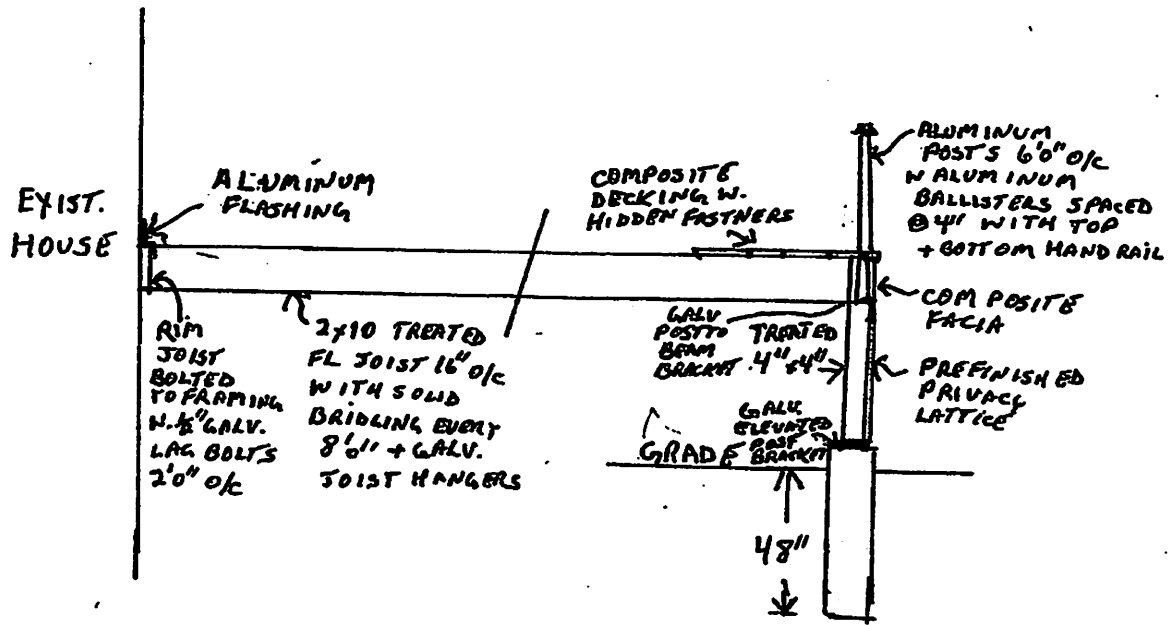 EXIST.
HOUSE
ALUMINUM
FLASHING
COMPOSITE
DECKING W.
HIDDEN FASTNERS
ALUMINUM
POSTS 6'0" O/C
W ALUMINUM
BALLISTERS SPACED
@ 4" WITH TOP
+ BOTTOM HANDRAIL
RIM
JOIST
BOLTED
TO FRAMING
W. ½" GALV.
LAG BOLTS
2'0" O/C
2x10 TREATED
FL JOIST 16" O/C
WITH SOLID
BRIDGING EVERY
8'0" + GALV.
JOIST HANGERS
GALV
POST TO
BEAM
BRACKET
TREATED
4" x 4"
COMPOSITE
FACIA
PREFINISHED
PRIVACY
LATTICE
GALV.
ELEVATED
POST
BRACKET
GRADE
48"